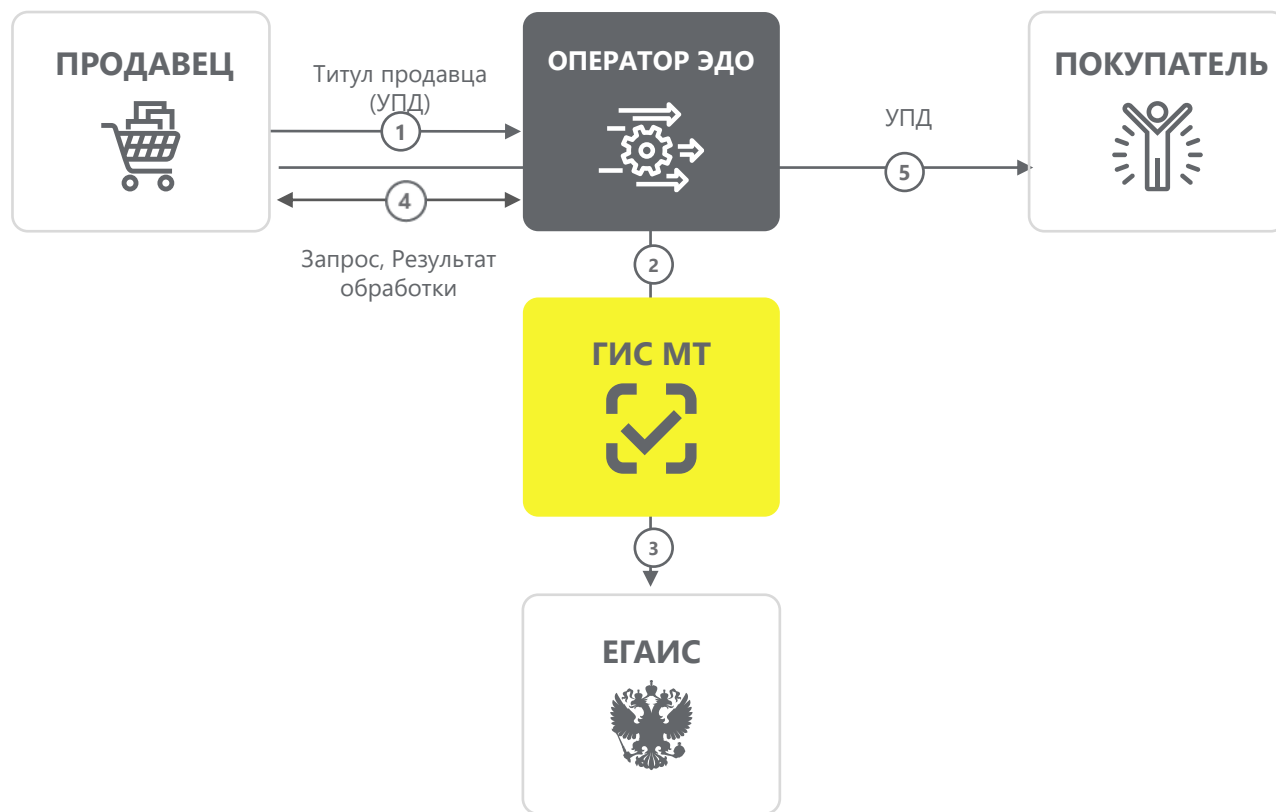 ПРОДАВЕЦ
Титул продавца
(УПД)
1
4
Запрос, Результат
обработки
ОПЕРАТОР ЭДО
УПД
5
ПОКУПАТЕЛЬ
2
ГИС МТ
3
ЕГАИС